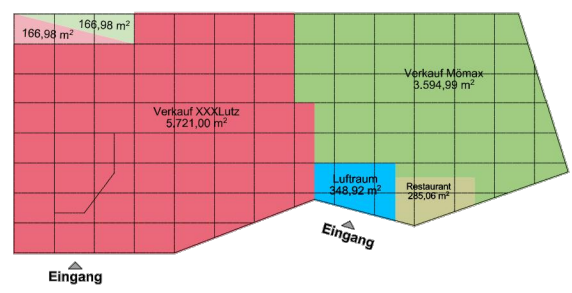 166,98 m²
166,98 m²
Verkauf Mömax
3.594,99 m²
Verkauf XXXLutz
5.721,00 m²
Luftraum
348,92 m²
Restaurant
285,06 m²
Eingang
Eingang